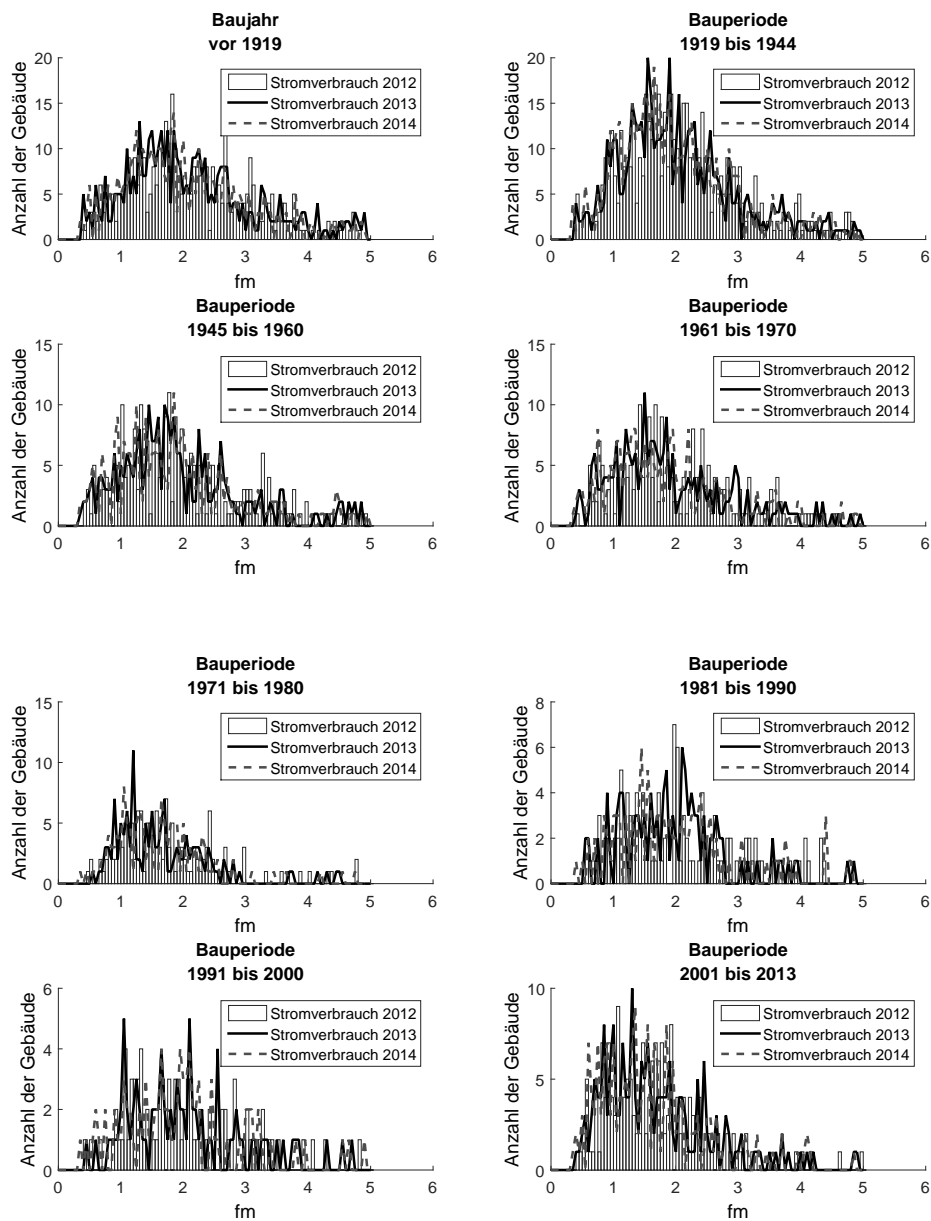 Baujahr
vor 1919
20
15
10
5
0
Anzahl der Gebäude
Stromverbrauch 2012
Stromverbrauch 2013
Stromverbrauch 2014
0 1 2 3 4 5 6
fm
Bauperiode
1919 bis 1944
20
15
10
5
0
Anzahl der Gebäude
Stromverbrauch 2012
Stromverbrauch 2013
Stromverbrauch 2014
0 1 2 3 4 5 6
fm
Bauperiode
1945 bis 1960
15
10
5
0
Anzahl der Gebäude
Stromverbrauch 2012
Stromverbrauch 2013
Stromverbrauch 2014
0 1 2 3 4 5 6
fm
Bauperiode
1961 bis 1970
15
10
5
0
Anzahl der Gebäude
Stromverbrauch 2012
Stromverbrauch 2013
Stromverbrauch 2014
0 1 2 3 4 5 6
fm
Bauperiode
1971 bis 1980
15
10
5
0
Anzahl der Gebäude
Stromverbrauch 2012
Stromverbrauch 2013
Stromverbrauch 2014
0 1 2 3 4 5 6
fm
Bauperiode
1981 bis 1990
8
6
4
2
0
Anzahl der Gebäude
Stromverbrauch 2012
Stromverbrauch 2013
Stromverbrauch 2014
0 1 2 3 4 5 6
fm
Bauperiode
1991 bis 2000
6
4
2
0
Anzahl der Gebäude
Stromverbrauch 2012
Stromverbrauch 2013
Stromverbrauch 2014
0 1 2 3 4 5 6
fm
Bauperiode
2001 bis 2013
10
5
0
Anzahl der Gebäude
Stromverbrauch 2012
Stromverbrauch 2013
Stromverbrauch 2014
0 1 2 3 4 5 6
fm